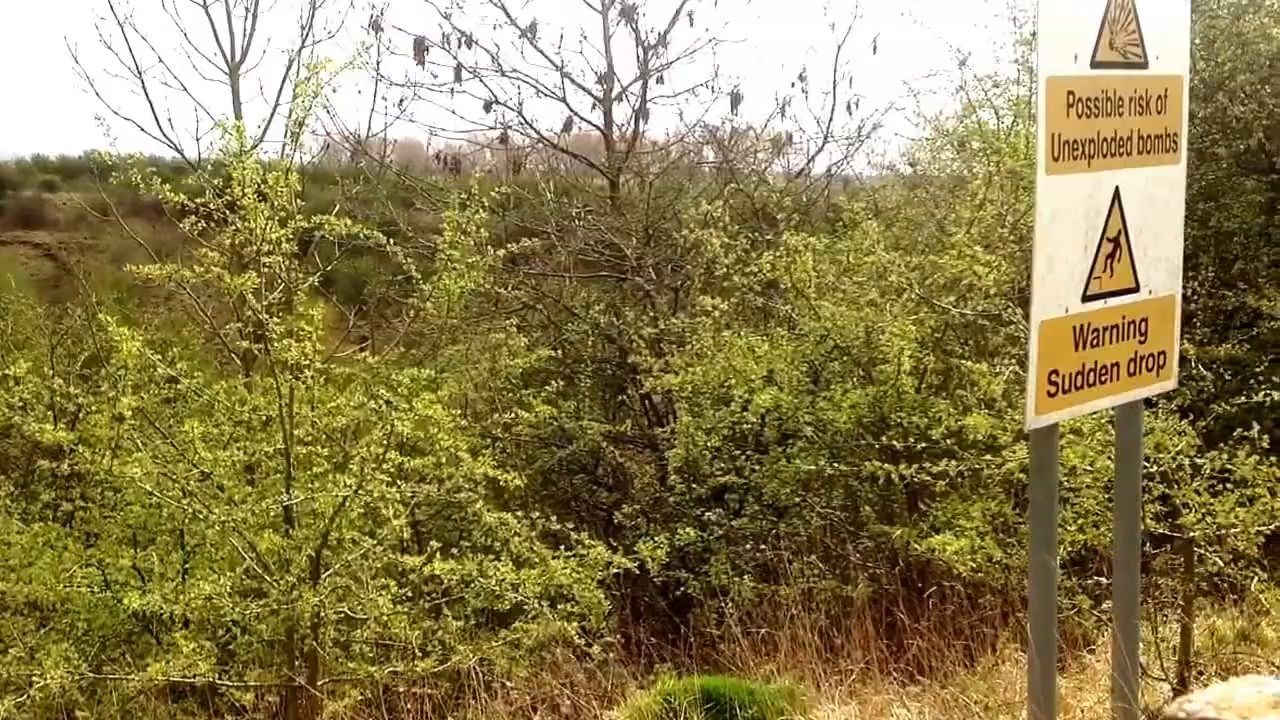 Possible risk of
Unexploded bombs
Warning
Sudden drop